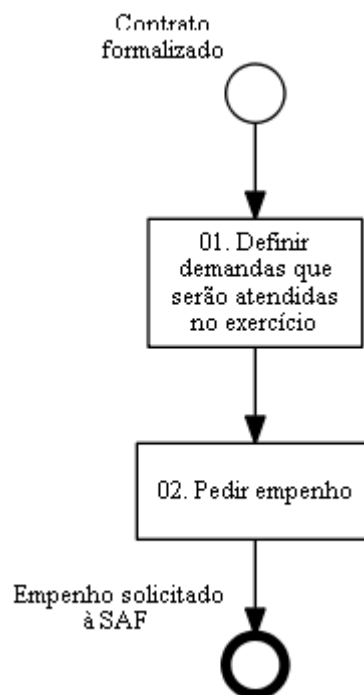 Contrato
formalizado
01. Definir
demandas que
serão atendidas
no exercício
02. Pedir empenho
Empenho solicitado
à SAF